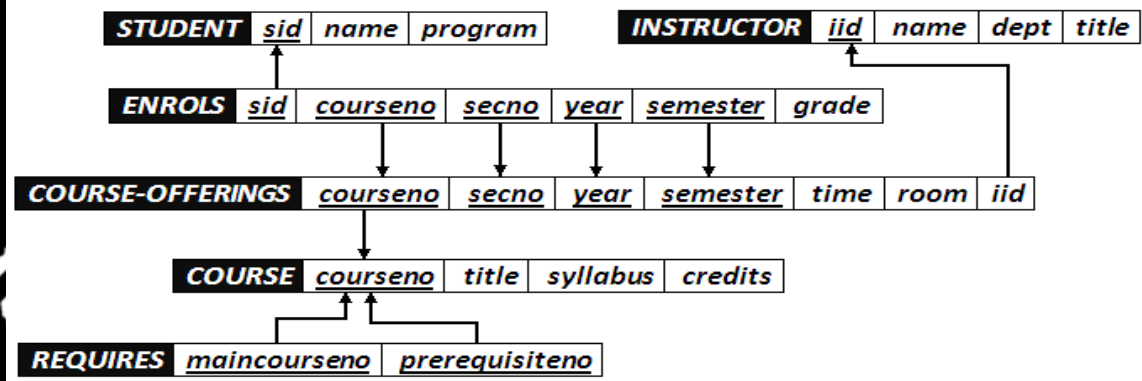 STUDENT sid name program
INSTRUCTOR iid name dept title
ENROLS sid courseno secno year semester grade
COURSE-OFFERINGS courseno secno year semester time room iid
COURSE courseno title syllabus credits
REQUIRES maincourseno prerequisiteno